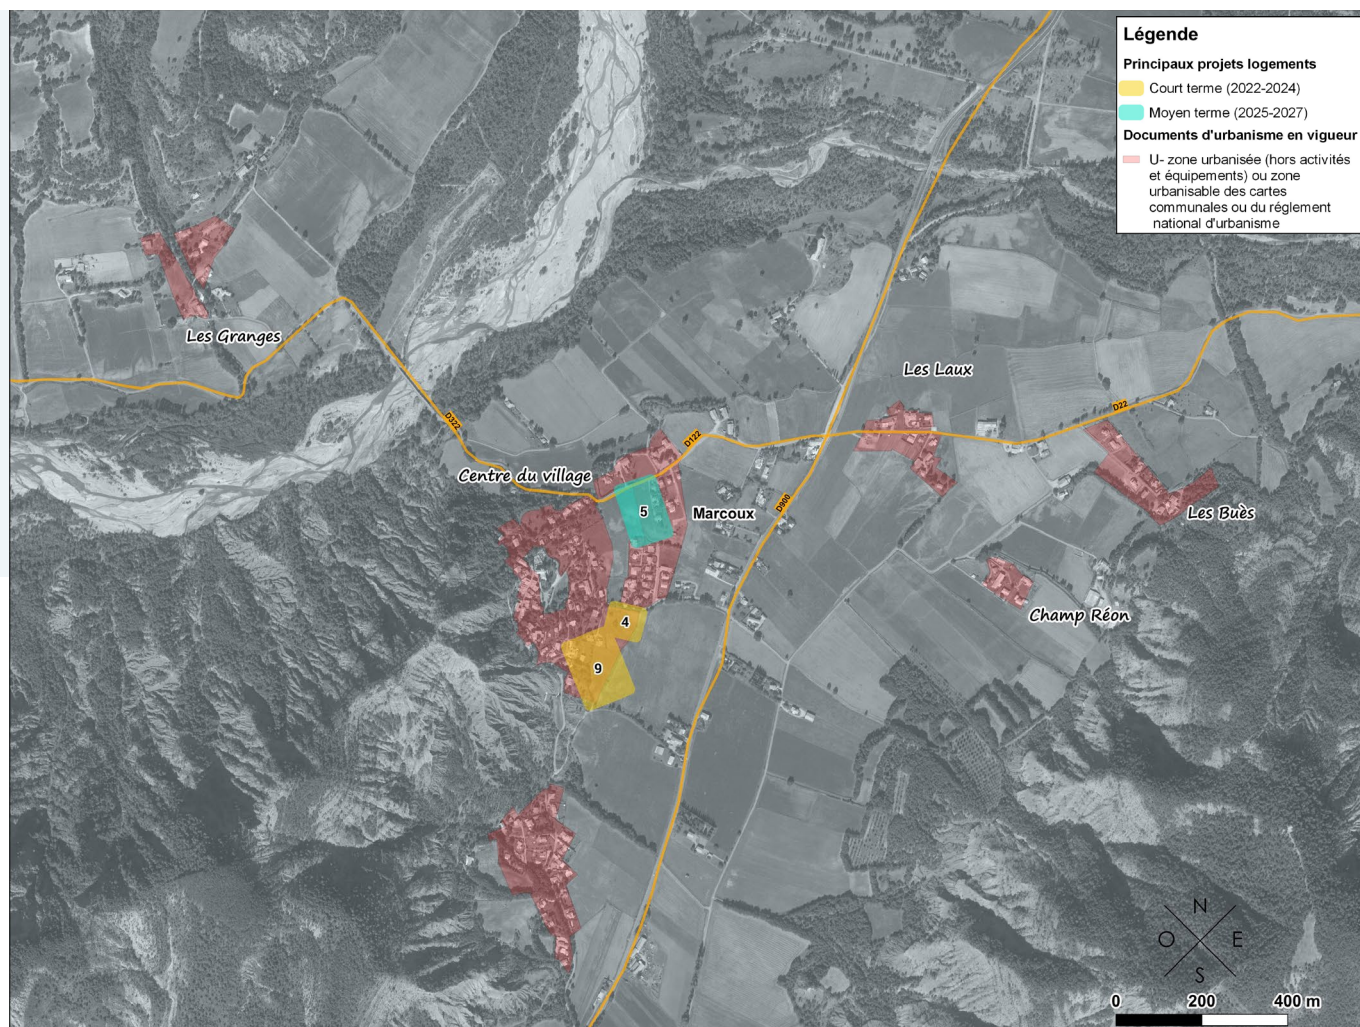 Légende
Principaux projets logements
Court terme (2022-2024)
Moyen terme (2025-2027)
Documents d'urbanisme en vigueur
U- zone urbanisée (hors activités
et équipements) ou zone
urbanisable des cartes
communales ou du réglement
national d'urbanisme
Les Granges
Les Laux
D322
D122
D22
Centre du village
5
Marcoux
D900
Les Buès
Champ Réon
4
9
N
O E
S
0 200 400 m